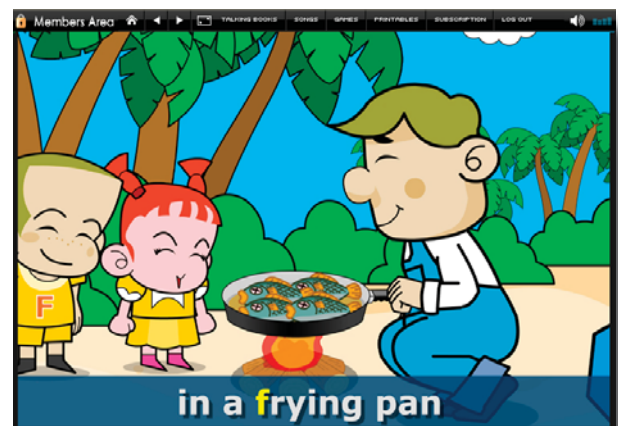 Members Area
TALKING BOOKS SONGS GAMES PRINTABLES SUBSCRIPTION LOG OUT
F
in a frying pan